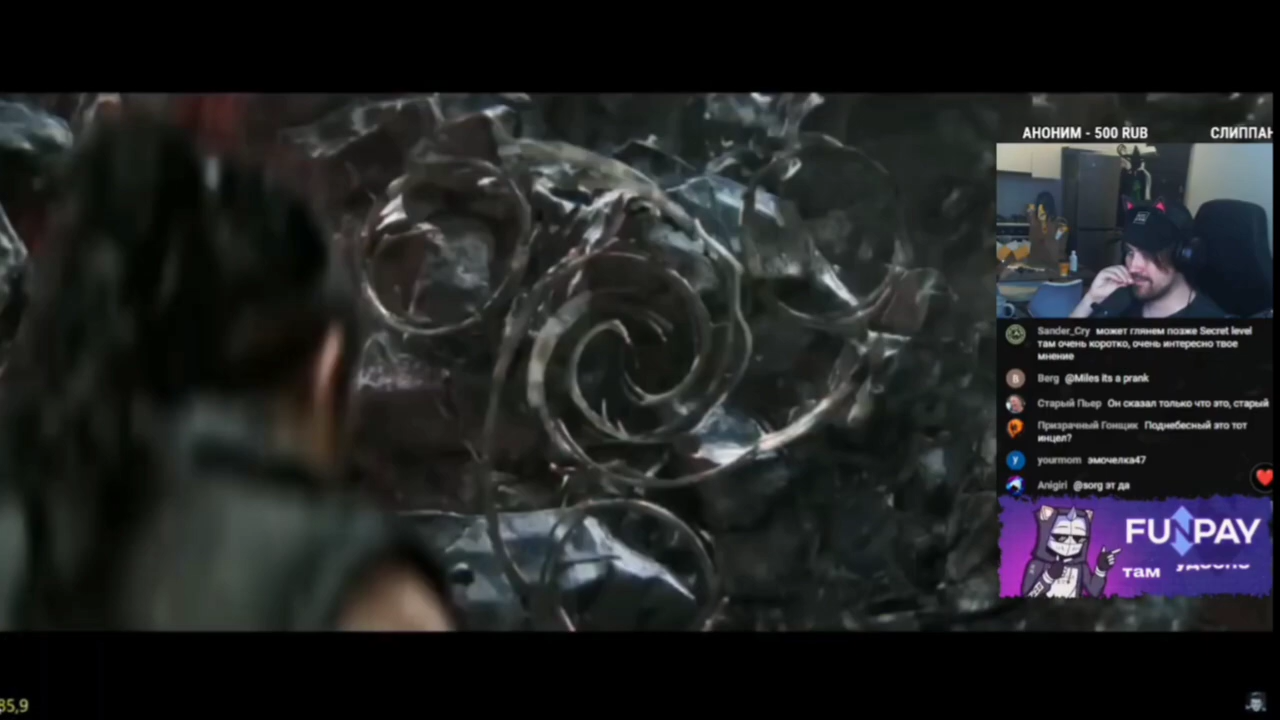 АНОНИМ - 500 RUB
СЛИППАН
Sander_Cry может глянем позже Secret level
там очень коротко, очень интересно твое
мнение
B Berg @Miles its a prank
Старый Пьер Он сказал только что это, старый
Призрачный Гонщик Поднебесный это тот
инцел?
y yourmom эмочелка47
Anigiri @sorg эт да
FUNPAY
там удобно
35,9